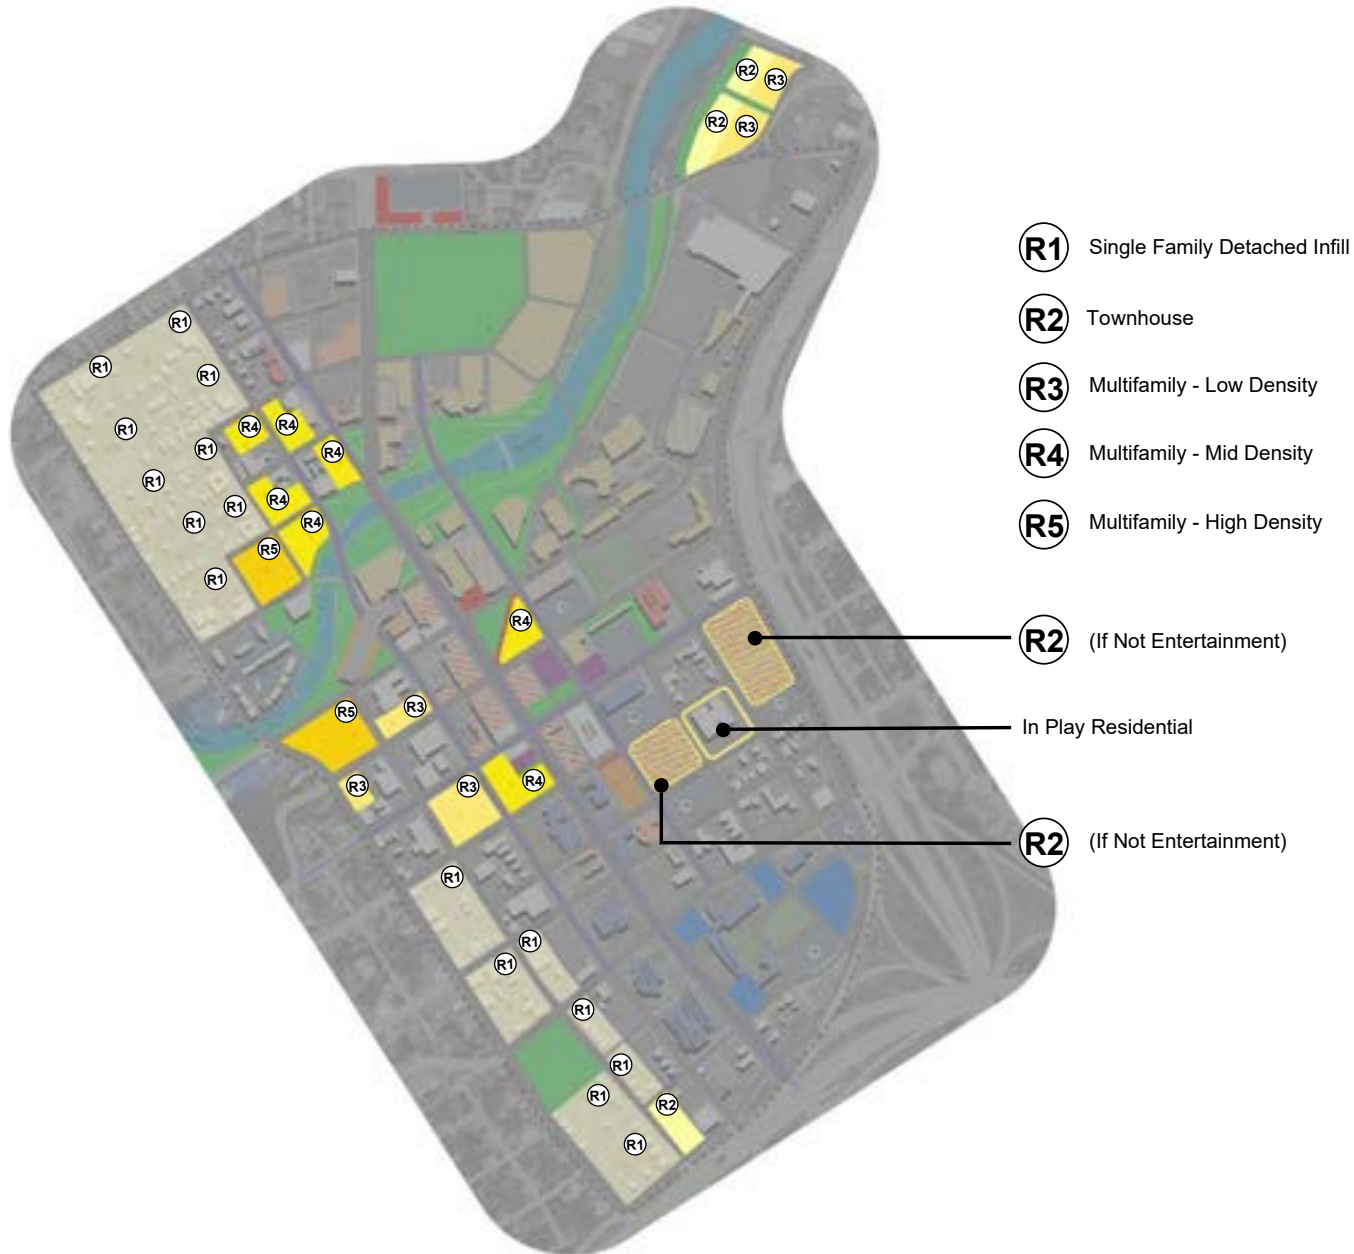 R2
R3
R2
R3
R1 Single Family Detached Infill
R2 Townhouse
R3 Multifamily - Low Density
R4 Multifamily - Mid Density
R5 Multifamily - High Density
R1
R1
R1
R1
R4
R4
R1
R4
R1
R4
R1
R1
R4
R5
R1
R4
R2 (If Not Entertainment)
R5
R3
In Play Residential
R3
R3
R4
R2 (If Not Entertainment)
R1
R1
R1
R1
R1
R1
R2
R1